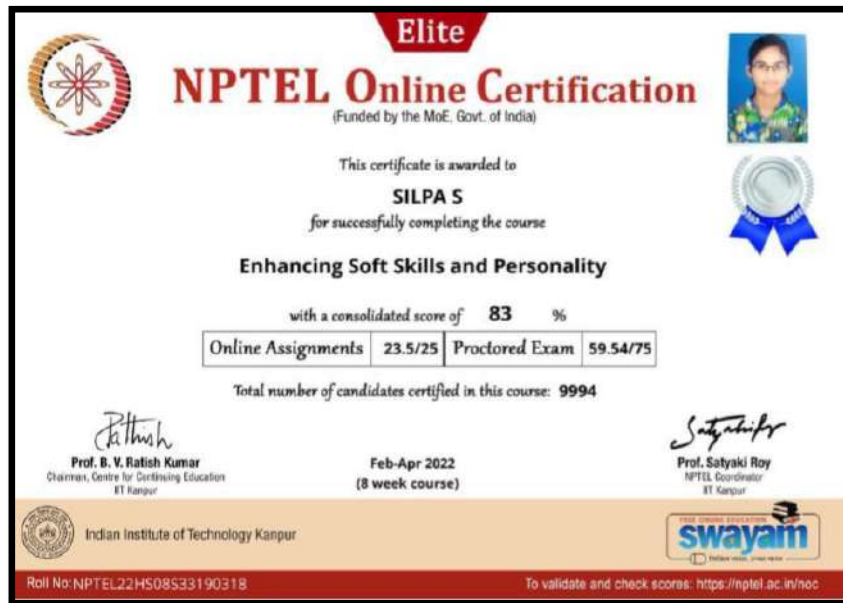 Elite
NPTEL Online Certification
(Funded by the MoE, Govt. of India)
This certificate is awarded to
SILPA S
for successfully completing the course
Enhancing Soft Skills and Personality
with a consolidated score of 83 %
Online Assignments 23.5/25 Proctored Exam 59.54/75
Total number of candidates certified in this course: 9994
Prof. B. V. Ratish Kumar
Chairman, Centre for Continuing Education
IIT Kanpur
Feb-Apr 2022
(8 week course)
Prof. Satyaki Roy
NPTEL Coordinator
IIT Kanpur
Indian Institute of Technology Kanpur
FREE ONLINE EDUCATION
swayam
Roll No: NPTEL22HS08S33190318
To validate and check scores: https://nptel.ac.in/noc